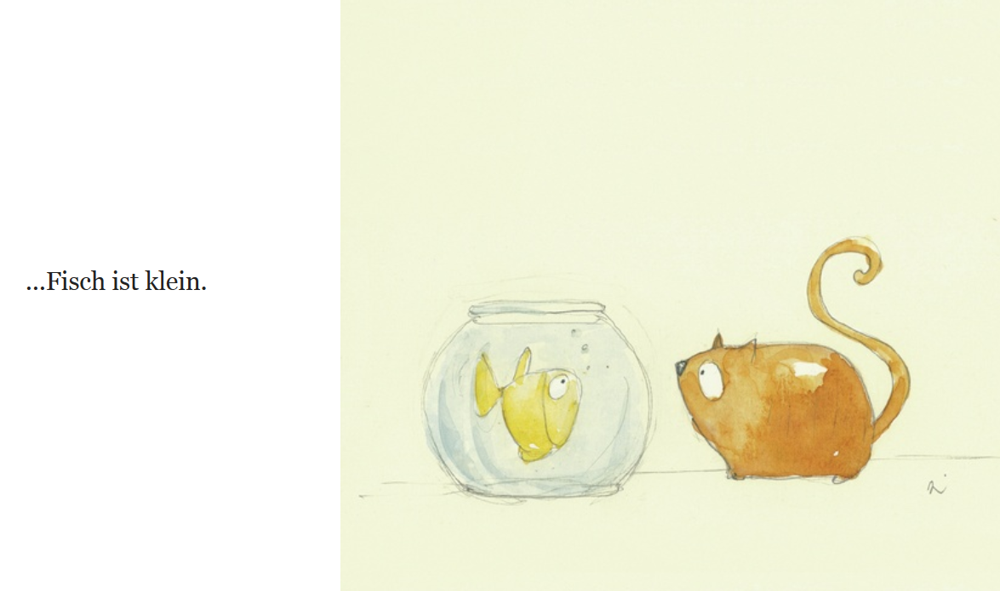 ...Fisch ist klein.